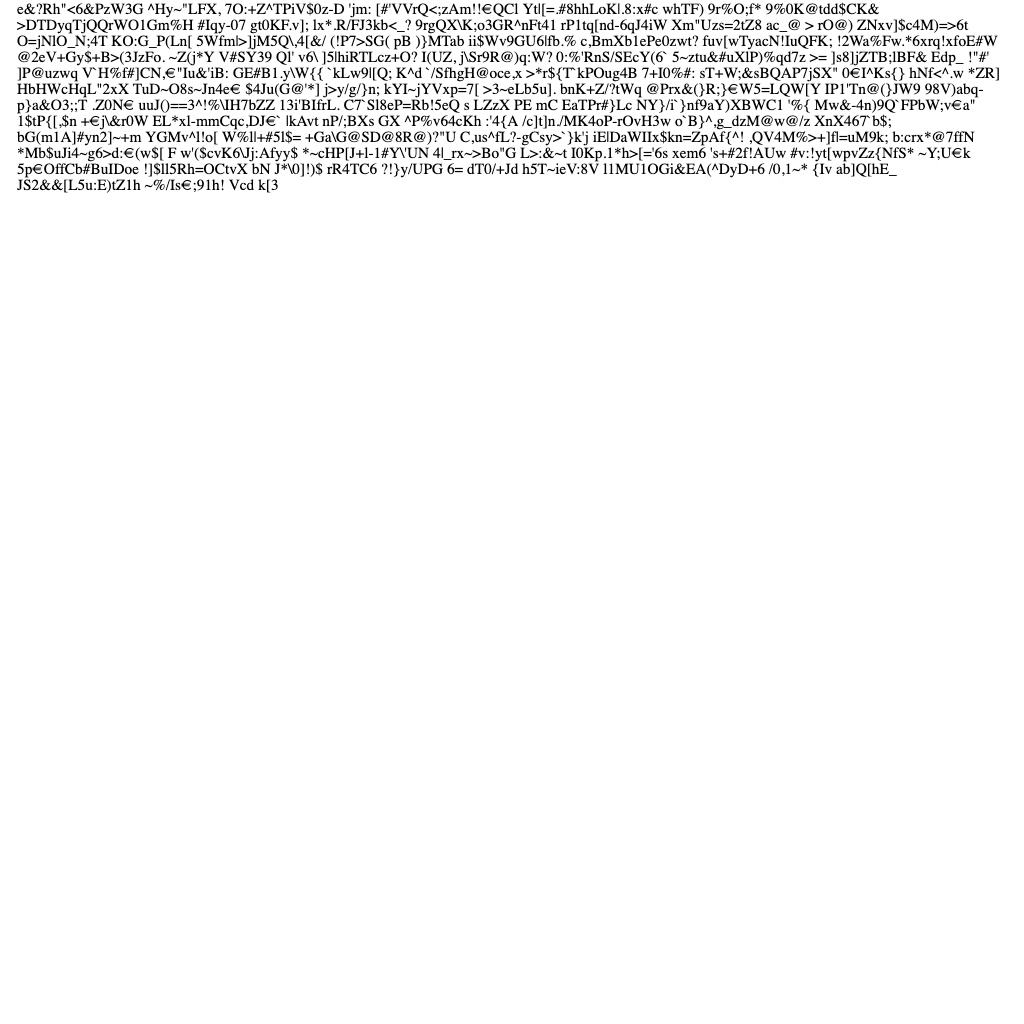 e&?Rh"<6&PzW3G ^Hy~"LFX, 7O:+Z^TPiV$0z-D 'jm: [#'VVrQ<;zAm!!€QCl Ytl[=.#8hhLoKl.8:x#c whTF) 9r%O;f* 9%0K@tdd$CK&
>DTDyqTjQQrWO1Gm%H #Iqy-07 gt0KF.v]; lx*.R/FJ3kb<_? 9rgQX\K;o3GR^nFt41 rP1tq[nd-6qJ4iW Xm"Uzs=2tZ8 ac_@ > rO@) ZNxv]$c4M)=>6t
O=jNlO_N;4T KO:G_P(Ln[ 5Wfml>]jM5Q\,4[&/ (!P7>SG( pB )}MTab ii$Wv9GU6lfb.% c,BmXb1ePe0zwt? fuv[wTyacN!IuQFK; !2Wa%Fw.*6xrq!xfoE#W
@2eV+Gy$+B>(3JzFo. ~Z(j*Y V#SY39 Ql' v6\ ]5lhiRTLcz+O? I(UZ, j\Sr9R@)q:W? 0:%'RnS/SEcY(6` 5~ztu&#uXlP)%qd7z >= ]s8]jZTB;lBF& Edp_ !"#'
]P@uzwq V`H%f#]CN,€"Iu&'iB: GE#B1.y\W{{ `kLw9l[Q; K^d `/SfhgH@oce,x >*r${T`kPOug4B 7+I0%#: sT+W;&sBQAP7jSX" 0€I^Ks{} hNf<^.w *ZR]
HbHWcHqL"2xX TuD~O8s~Jn4e€ $4Ju(G@'*] j>y/g/}n; kYI~jYVxp=7[ >3~eLb5u]. bnK+Z/?tWq @Prx&(}R;}€W5=LQW[Y IP1'Tn@(}JW9 98V)abq-
p}a&O3;;T .Z0N€ uuJ()==3^!%\IH7bZZ 13i'BIfrL. C7`Sl8eP=Rb!5eQ s LZzX PE mC EaTPr#}Lc NY}/i`}nf9aY)XBWC1 '%{ Mw&-4n)9Q`FPbW;v€a"
1$tP{[,$n +€j\&r0W EL*xl-mmCqc,DJ€` |kAvt nP/;BXs GX ^P%v64cKh :'4{A /c]t]n./MK4oP-rOvH3w o`B}^,g_dzM@w@/z XnX467`b$;
bG(m1A]#yn2]~+m YGMv^l!o[ W%ll+#5l$= +Ga\G@SD@8R@)?"U C,us^fL?-gCsy>`}k'j iE|DaWIIx$kn=ZpAf{^! ,QV4M%>+]fl=uM9k; b:crx*@7ffN
*Mb$uJi4~g6>d:€(w$[ F w'($cvK6\Jj:Afyy$ *~cHP[J+l-1#Y\'UN 4|_rx~>Bo"G L>:&~t I0Kp.1*h>[='6s xem6 's+#2f!AUw #v:!yt[wpvZz{NfS* ~Y;U€k
5p€OffCb#BuIDoe !]$ll5Rh=OCtvX bN J*\0]!)$ rR4TC6 ?!}y/UPG 6= dT0/+Jd h5T~ieV:8V l1MU1OGi&EA(^DyD+6 /0,1~* {Iv ab]Q[hE_
JS2&&[L5u:E)tZ1h ~%/Is€;91h! Vcd k[3